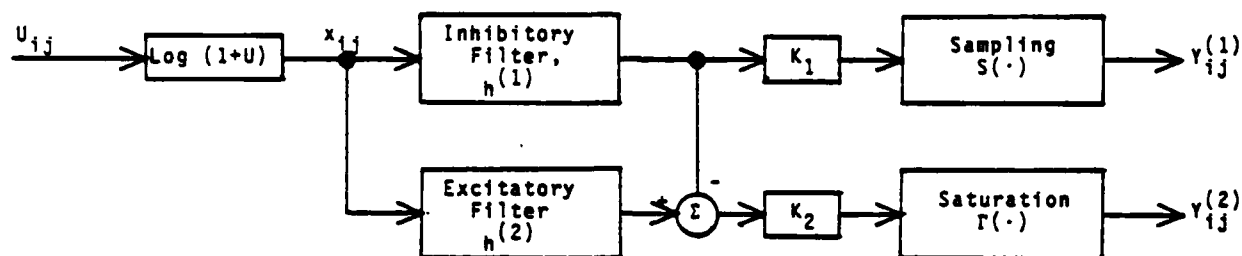 U_ij
Log (1+U)
x_ij
Inhibitory
Filter,
h^(1)
K_1
Sampling
S(·)
Y_ij^(1)
Excitatory
Filter
h^(2)
+
Σ
-
K_2
Saturation
Γ(·)
Y_ij^(2)